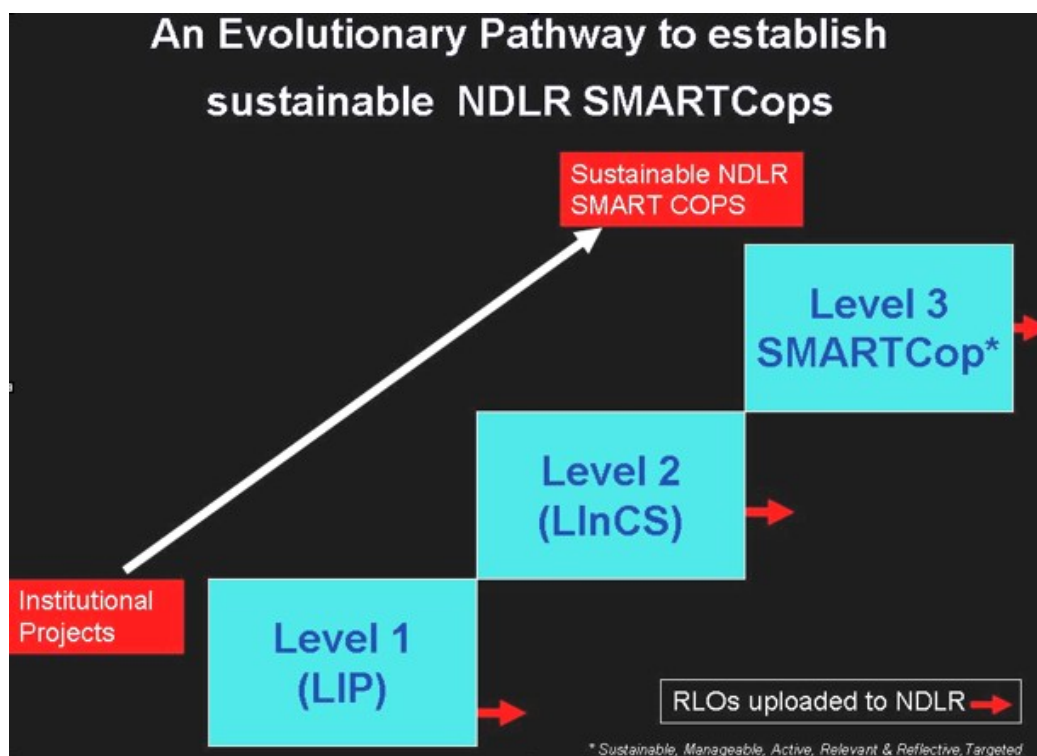 An Evolutionary Pathway to establish
sustainable NDLR SMARTCops
Sustainable NDLR
SMART COPS
Level 3
SMARTCop*
Level 2
(LInCS)
Institutional
Projects
Level 1
(LIP)
RLOs uploaded to NDLR
* Sustainable, Manageable, Active, Relevant & Reflective,Targeted